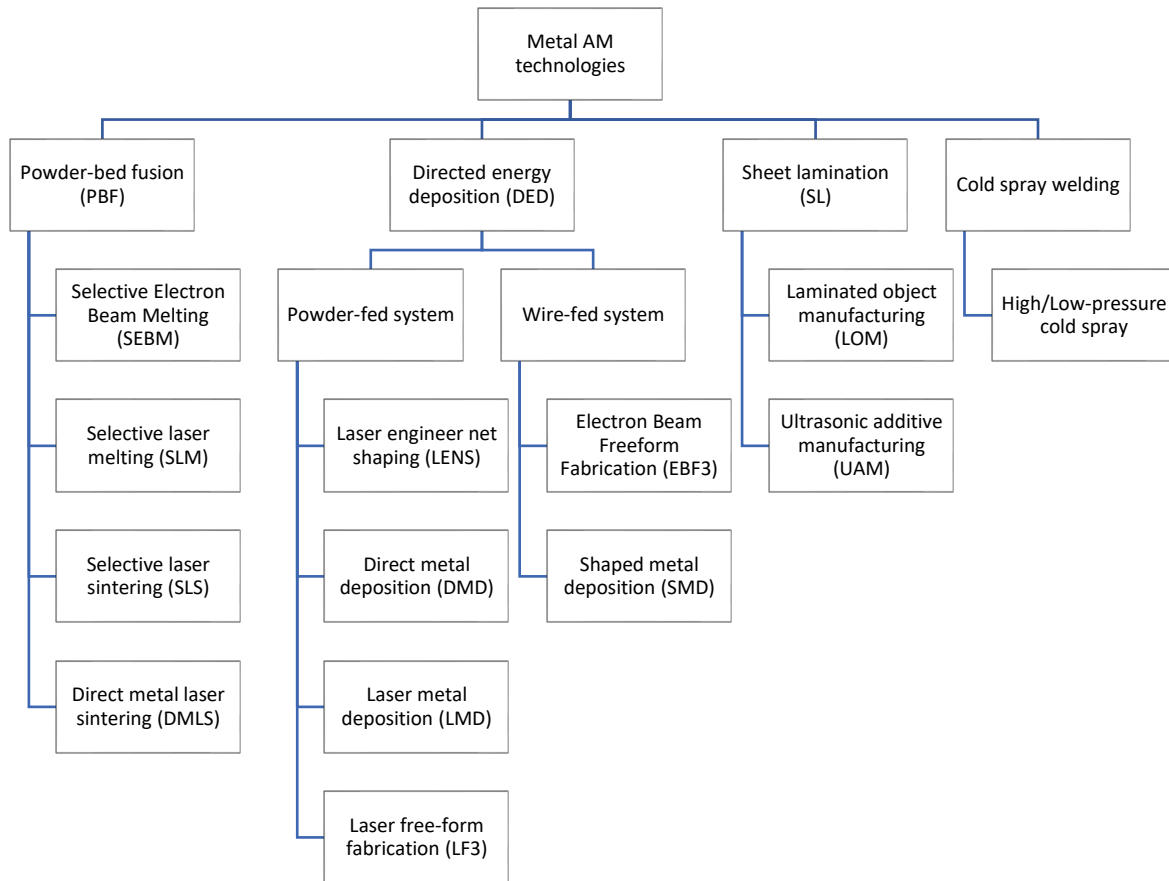 Metal AM
technologies
Powder-bed fusion
(PBF)
Directed energy
deposition (DED)
Sheet lamination
(SL)
Cold spray welding
Selective Electron
Beam Melting
(SEBM)
Powder-fed system
Wire-fed system
Laminated object
manufacturing
(LOM)
High/Low-pressure
cold spray
Selective laser
melting (SLM)
Laser engineer net
shaping (LENS)
Electron Beam
Freeform
Fabrication (EBF3)
Ultrasonic additive
manufacturing
(UAM)
Selective laser
sintering (SLS)
Direct metal
deposition (DMD)
Shaped metal
deposition (SMD)
Direct metal laser
sintering (DMLS)
Laser metal
deposition (LMD)
Laser free-form
fabrication (LF3)